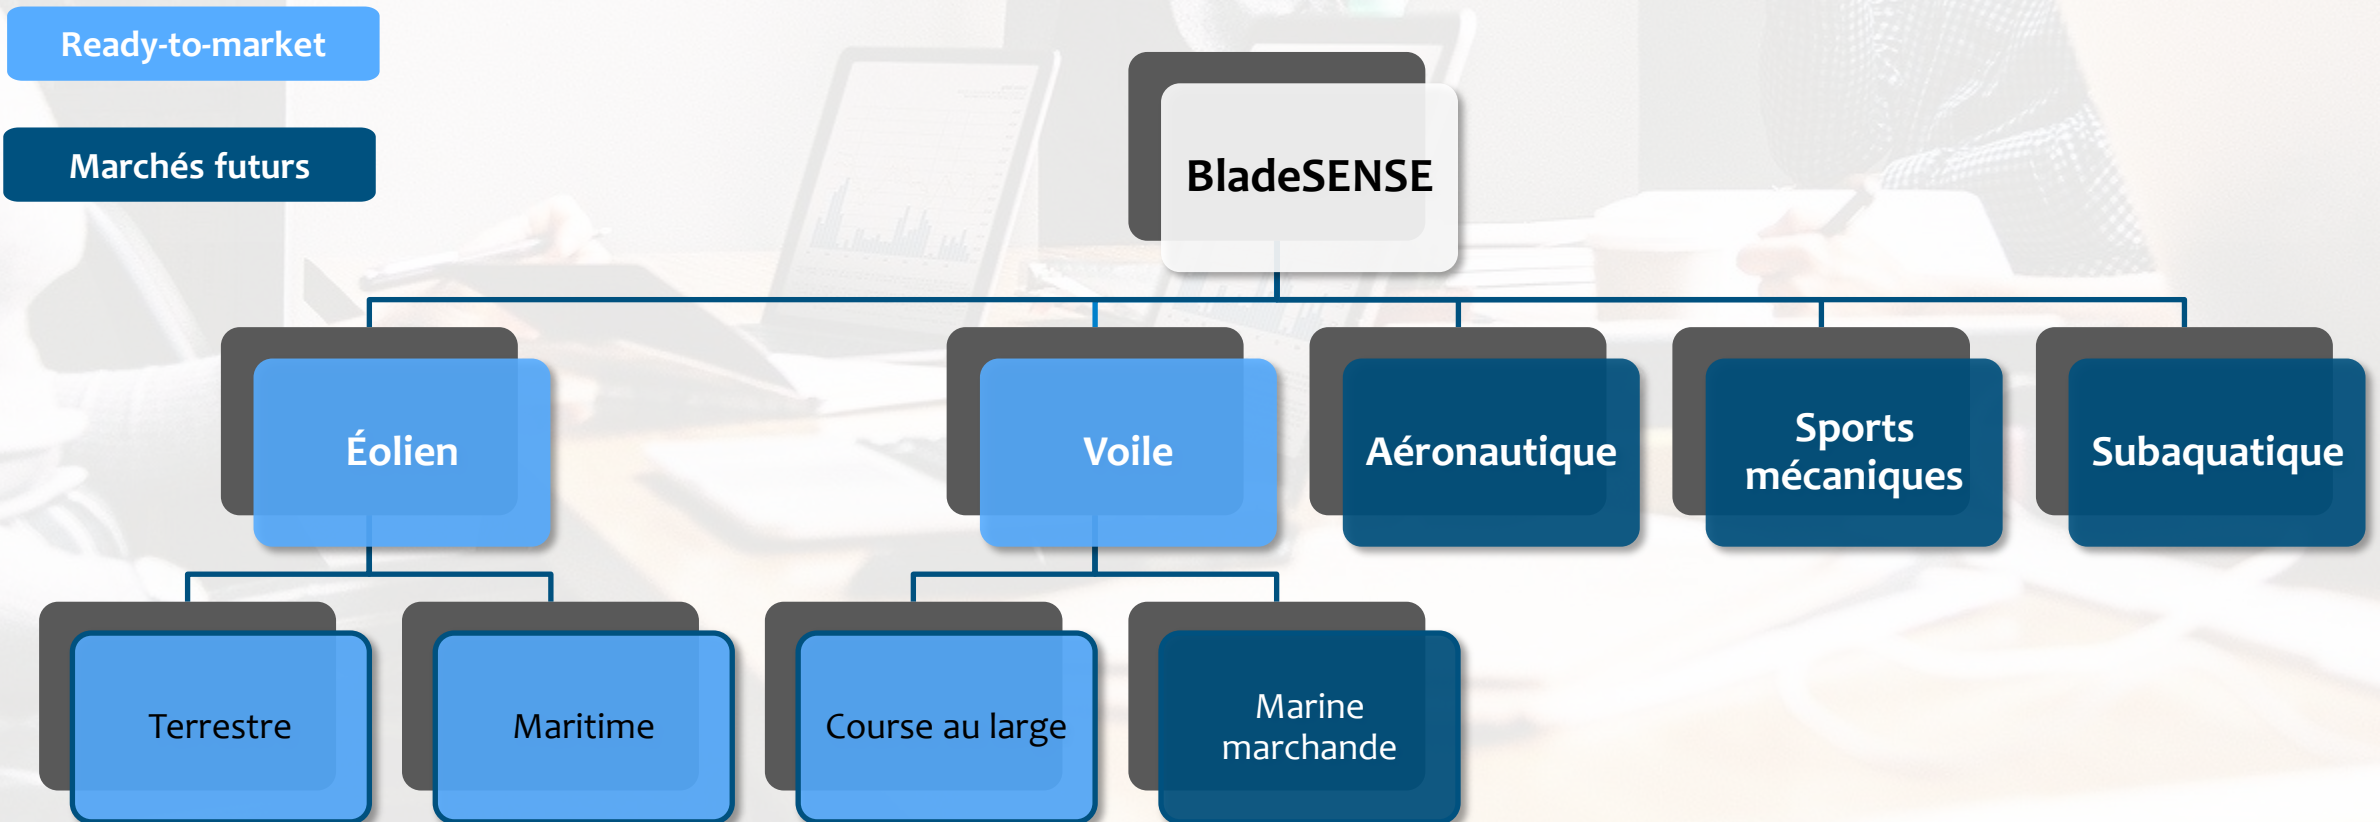 Ready-to-market
Marchés futurs
BladeSENSE
Éolien
Voile
Aéronautique
Sports
mécaniques
Subaquatique
Terrestre
Maritime
Course au large
Marine
marchande